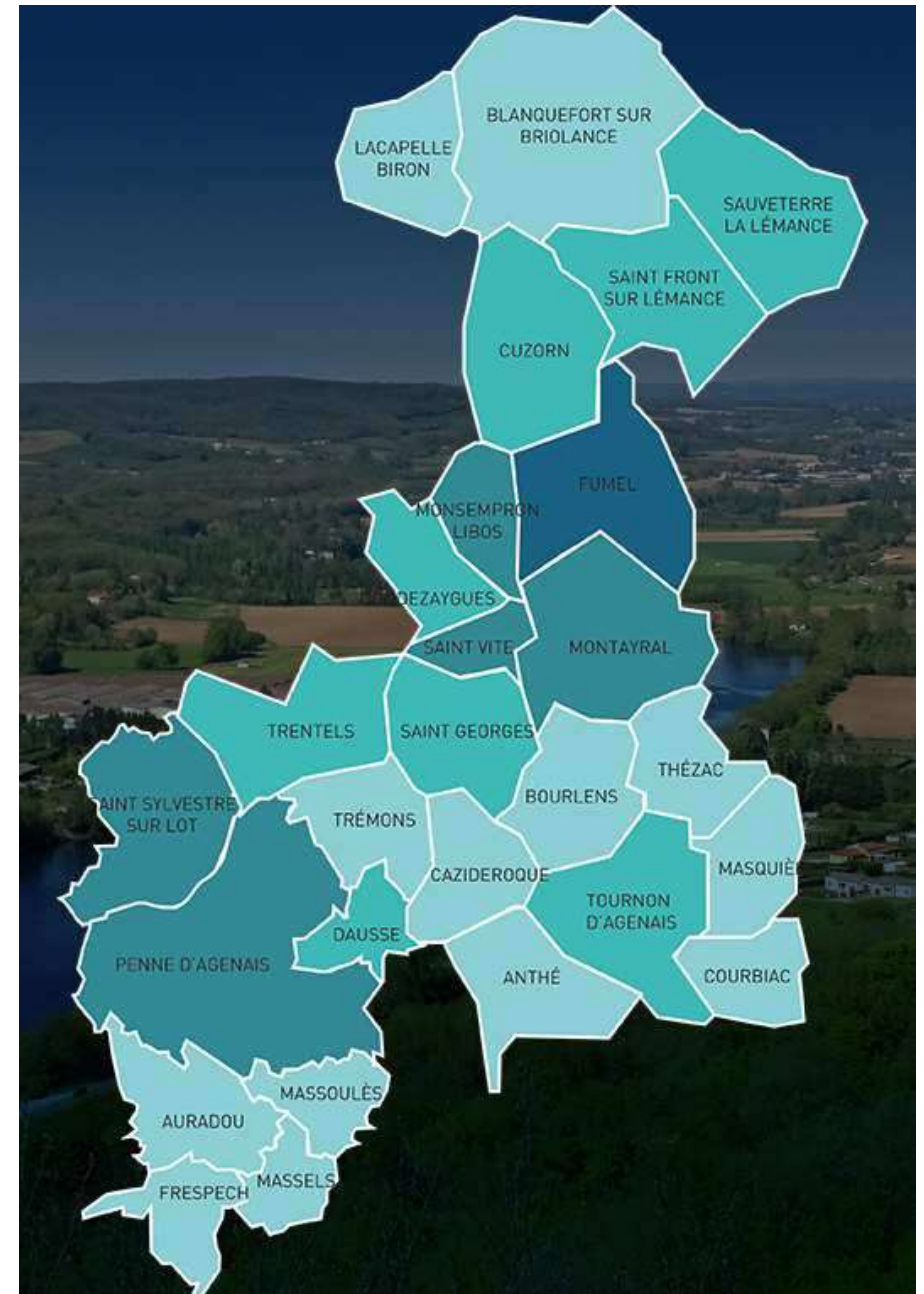 BLANQUEFORT SUR
BRIOLANCE
LACAPELLE
BIRON
SAUVETERRE
LA LÉMANCE
SAINT FRONT
SUR LÉMANCE
CUZORN
FUMEL
MONSEMPRON
LIBOS
DEZAYGUES
SAINT VITE
MONTAYRAL
TRENTELS
SAINT GEORGES
THÉZAC
BOURLENS
AINT SYLVESTRE
SUR LOT
TRÉMONS
CAZIDEROQUE
MASQUIÈ
TOURNON
D'AGENAIS
DAUSSE
PENNE D'AGENAIS
ANTHÉ
COURBIAC
MASSOULÈS
AURADOU
MASSELS
FRESPECH